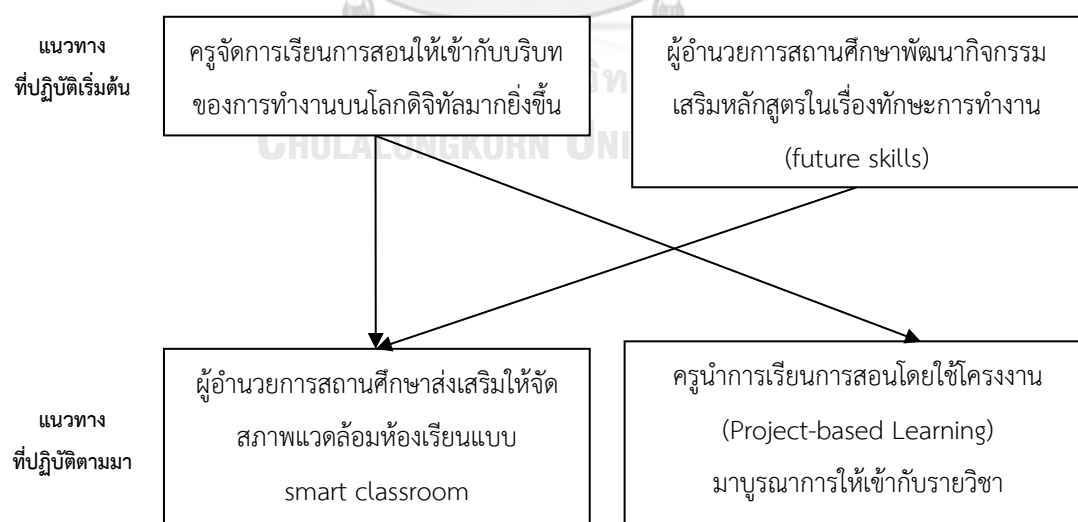 แนวทาง
ที่ปฏิบัติเริ่มต้น
ครูจัดการเรียนการสอนให้เข้ากับบริบท
ของการทำงานบนโลกดิจิทัลมากยิ่งขึ้น
ผู้อำนวยการสถานศึกษาพัฒนากิจกรรม
เสริมหลักสูตรในเรื่องทักษะการทำงาน
(future skills)
CHULALONGKORN UNI
แนวทาง
ที่ปฏิบัติตามมา
ผู้อำนวยการสถานศึกษาส่งเสริมให้จัด
สภาพแวดล้อมห้องเรียนแบบ
smart classroom
ครูนำการเรียนการสอนโดยใช้โครงงาน
(Project-based Learning)
มาบูรณาการให้เข้ากับรายวิชา